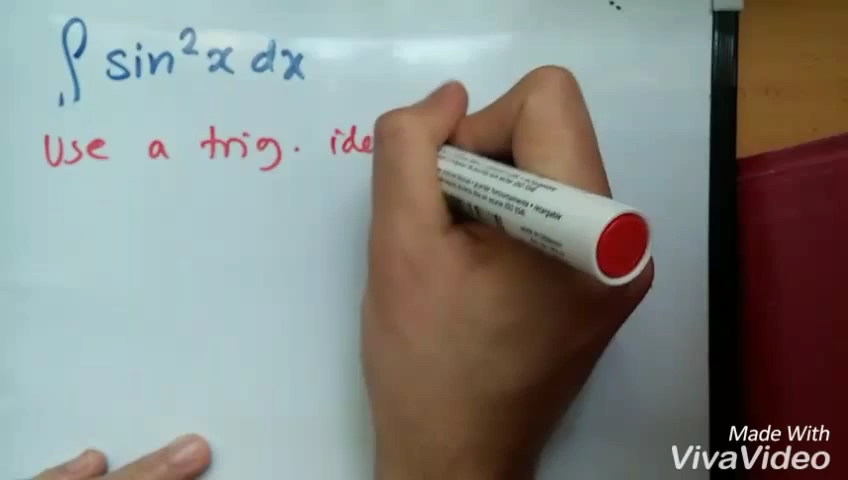 ∫ sin²x dx
Use a trig. ide
Made With
VivaVideo